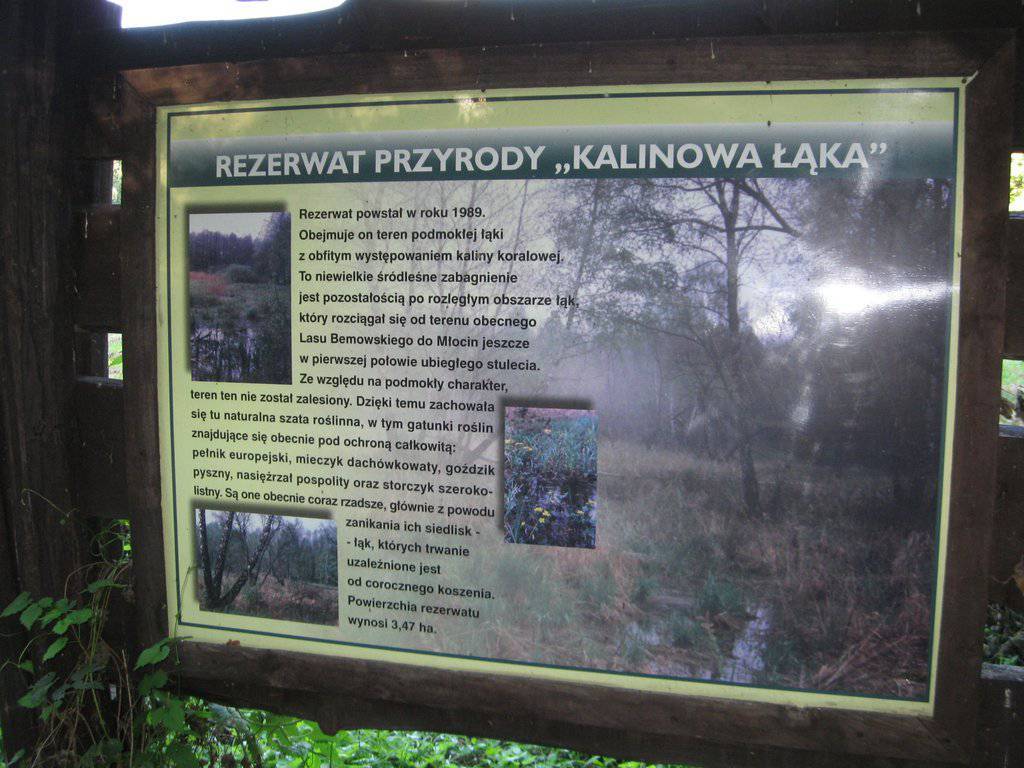 REZERWAT PRZYRODY „KALINOWA ŁĄKA”
Rezerwat powstał w roku 1989.
Obejmuje on teren podmokłej łąki
z obfitym występowaniem kaliny koralowej.
To niewielkie śródleśne zabagnienie
jest pozostałością po rozległym obszarze łąk,
który rozciągał się od terenu obecnego
Lasu Bemowskiego do Młocin jeszcze
w pierwszej połowie ubiegłego stulecia.
Ze względu na podmokły charakter,
teren ten nie został zalesiony. Dzięki temu zachowała
się tu naturalna szata roślinna, w tym gatunki roślin
znajdujące się obecnie pod ochroną całkowitą:
pełnik europejski, mieczyk dachówkowaty, goździk
pyszny, nasięźrzał pospolity oraz storczyk szeroko-
listny. Są one obecnie coraz rzadsze, głównie z powodu
zanikania ich siedlisk -
- łąk, których trwanie
uzależnione jest
od corocznego koszenia.
Powierzchia rezerwatu
wynosi 3,47 ha.